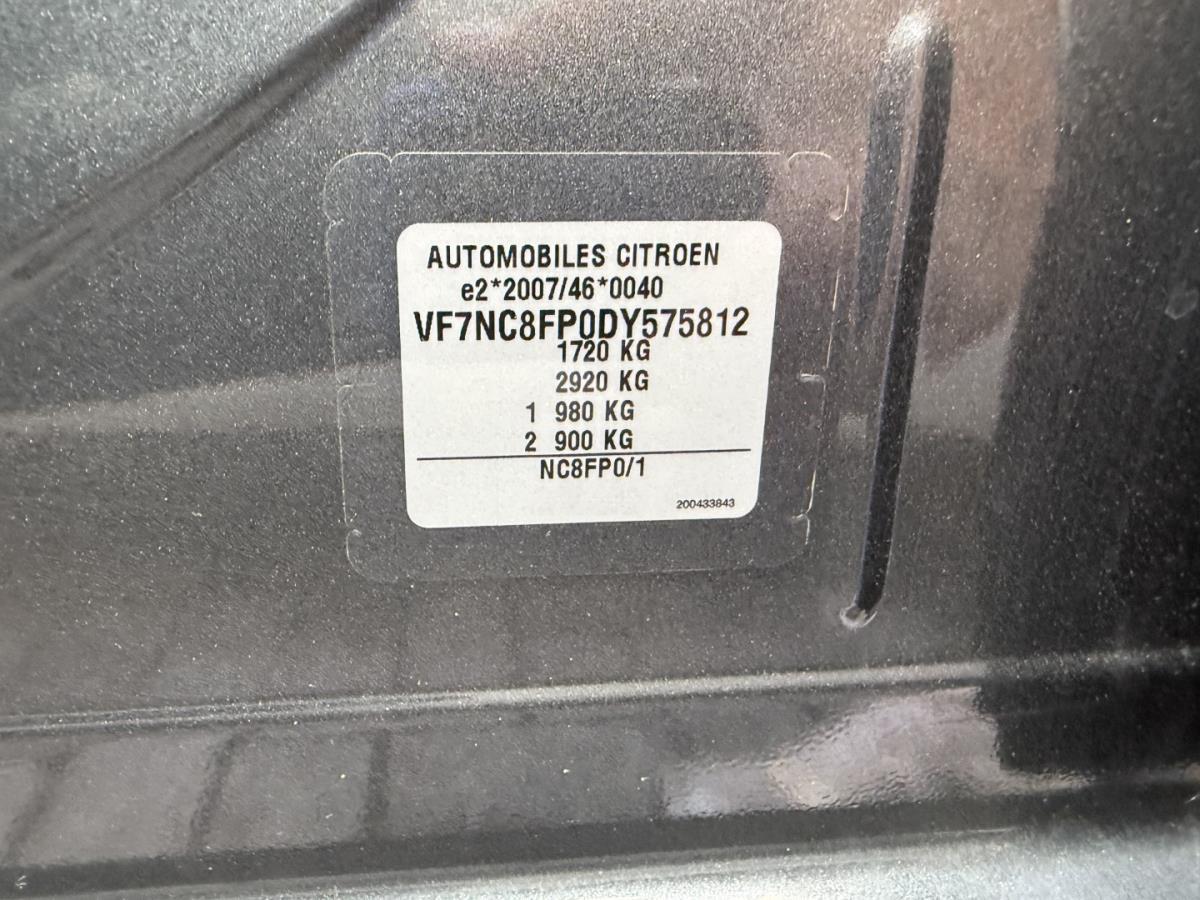 AUTOMOBILES CITROEN
e2*2007/46*0040
VF7NC8FP0DY575812
1720 KG
2920 KG
1 980 KG
2 900 KG
NC8FP0/1
200433843